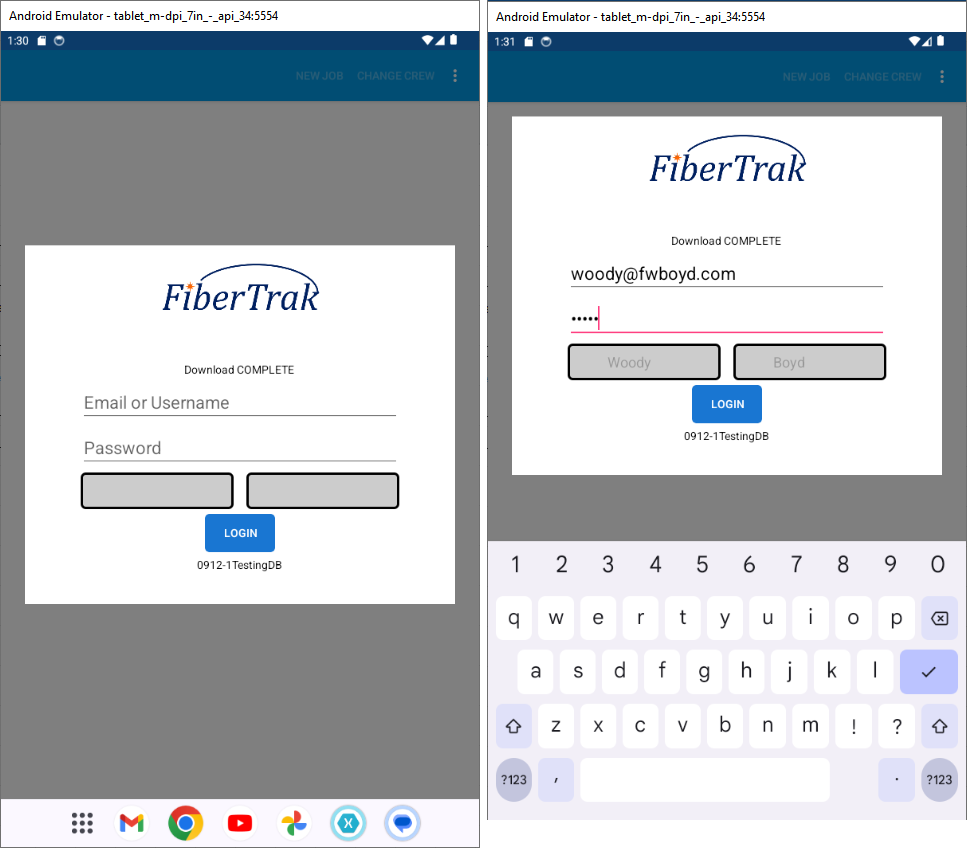 Android Emulator - tablet_m-dpi_7in_-_api_34:5554
1:30
NEW JOB CHANGE CREW
FiberTrak
Download COMPLETE
Email or Username
Password
LOGIN
0912-1TestingDB
Android Emulator - tablet_m-dpi_7in_-_api_34:5554
1:31
NEW JOB CHANGE CREW
FiberTrak
Download COMPLETE
woody@fwboyd.com
•••••
Woody Boyd
LOGIN
0912-1TestingDB
1 2 3 4 5 6 7 8 9 0
q w e r t y u i o p
a s d f g h j k l
z x c v b n m ! ?
?123 , . ?123